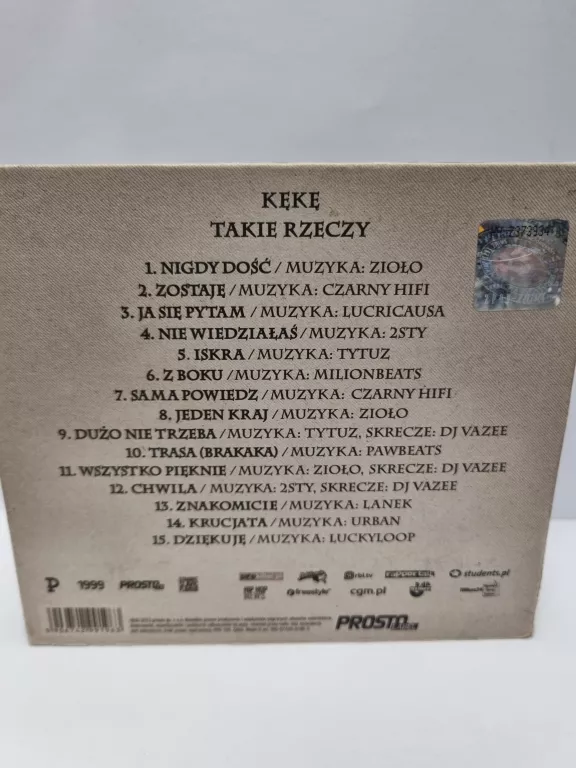 KĘKĘ
TAKIE RZECZY
1. NIGDY DOŚĆ / MUZYKA: ZIOŁO
2. ZOSTAJĘ / MUZYKA: CZARNY HIFI
3. JA SIĘ PYTAM / MUZYKA: LUCRICAUSA
4. NIE WIEDZIAŁAŚ / MUZYKA: 2STY
5. ISKRA / MUZYKA: TYTUZ
6. Z BOKU / MUZYKA: MILIONBEATS
7. SAMA POWIEDZ / MUZYKA: CZARNY HIFI
8. JEDEN KRAJ / MUZYKA: ZIOŁO
9. DUŻO NIE TRZEBA / MUZYKA: TYTUZ, SKRECZE: DJ VAZEE
10. TRASA (BRAKAKA) / MUZYKA: PAWBEATS
11. WSZYSTKO PIĘKNIE / MUZYKA: ZIOŁO, SKRECZE: DJ VAZEE
12. CHWILA / MUZYKA: 2STY, SKRECZE: DJ VAZEE
13. ZNAKOMICIE / MUZYKA: LANEK
14. KRUCJATA / MUZYKA: URBAN
15. DZIĘKUJĘ / MUZYKA: LUCKYLOOP
1999 PROSTO students.pl
freestyle cgm.pl
PROSTO